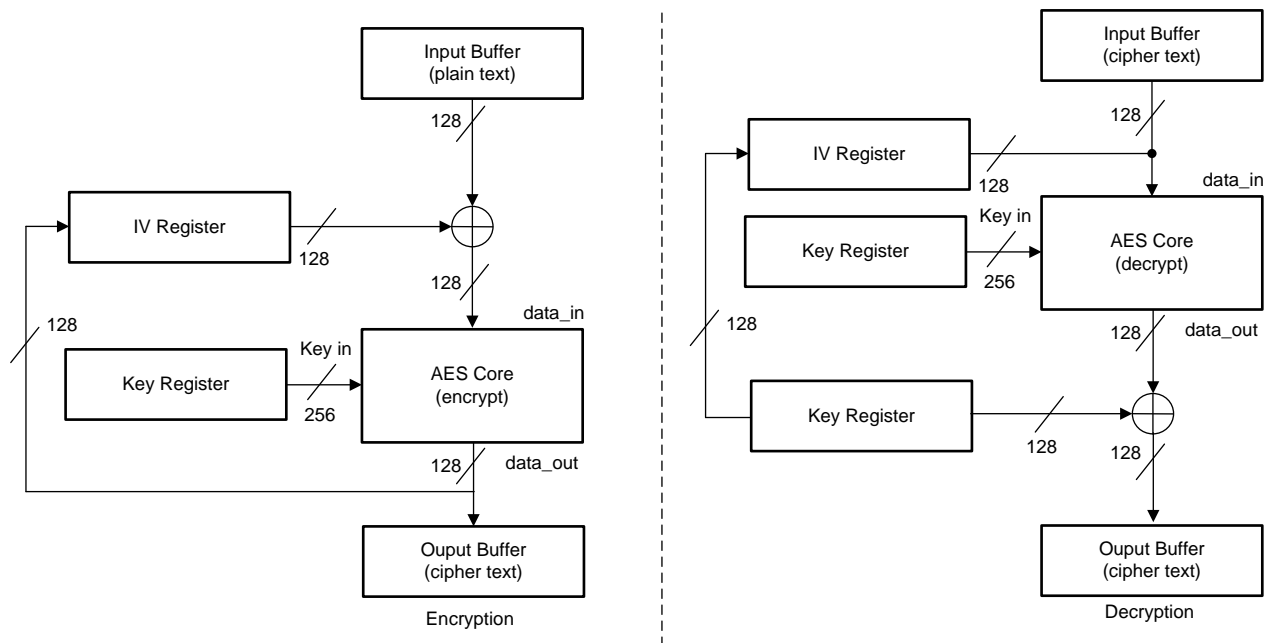 Input Buffer
(plain text)
128
IV Register
128
128
128
data_in
Key in
Key Register
256
AES Core
(encrypt)
128
data_out
Ouput Buffer
(cipher text)
Encryption
Input Buffer
(cipher text)
128
IV Register
128
data_in
Key in
Key Register
256
AES Core
(decrypt)
128
128
data_out
Key Register
128
128
Ouput Buffer
(cipher text)
Decryption